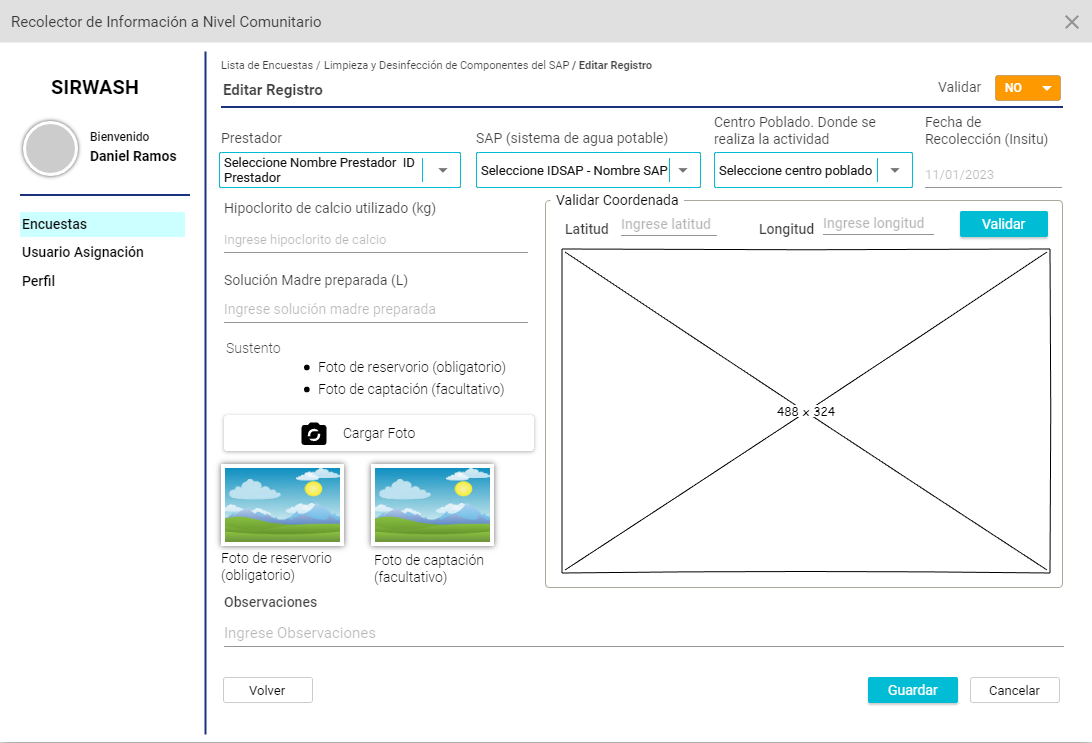 Recolector de Información a Nivel Comunitario
SIRWASH
Bienvenido
Daniel Ramos
Encuestas
Usuario Asignación
Perfil
Lista de Encuestas / Limpieza y Desinfección de Componentes del SAP / Editar Registro
Editar Registro
Validar
NO
Prestador
Seleccione Nombre Prestador ID
Prestador
SAP (sistema de agua potable)
Seleccione IDSAP - Nombre SAP
Centro Poblado. Donde se
realiza la actividad
Seleccione centro poblado
Fecha de
Recolección (Insitu)
11/01/2023
Hipoclorito de calcio utilizado (kg)
Ingrese hipoclorito de calcio
Solución Madre preparada (L)
Ingrese solución madre preparada
Sustento
• Foto de reservorio (obligatorio)
• Foto de captación (facultativo)
Cargar Foto
Foto de reservorio
(obligatorio)
Foto de captación
(facultativo)
Validar Coordenada
Latitud
Ingrese latitud
Longitud
Ingrese longitud
Validar
488 x 324
Observaciones
Ingrese Observaciones
Volver
Guardar
Cancelar